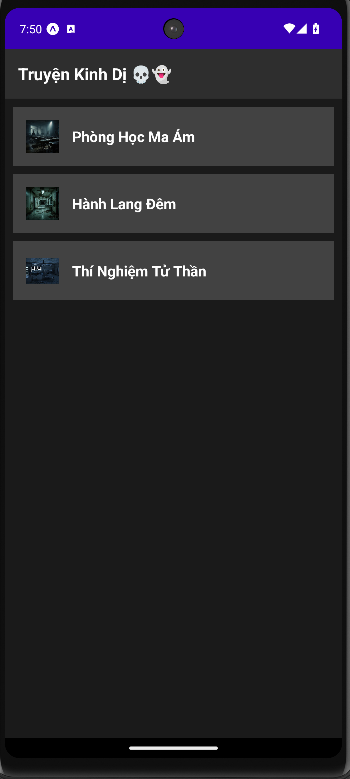 7:50
Truyện Kinh Dị 💀👻
Phòng Học Ma Ám
Hành Lang Đêm
Thí Nghiệm Tử Thần